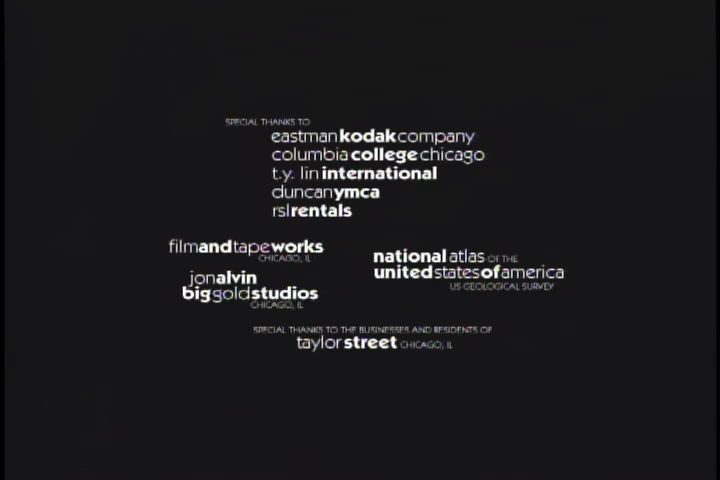 SPECIAL THANKS TO
eastmankodakcompany
columbiacollegechicago
t.y. lininternational
duncanymca
rslrentals
filmandtapeworks
CHICAGO, IL
jonalvin
biggoldstudios
CHICAGO, IL
nationalatlas OF THE
unitedstatesofamerica
US GEOLOGICAL SURVEY
SPECIAL THANKS TO THE BUSINESSES AND RESIDENTS OF
taylorstreet CHICAGO, IL